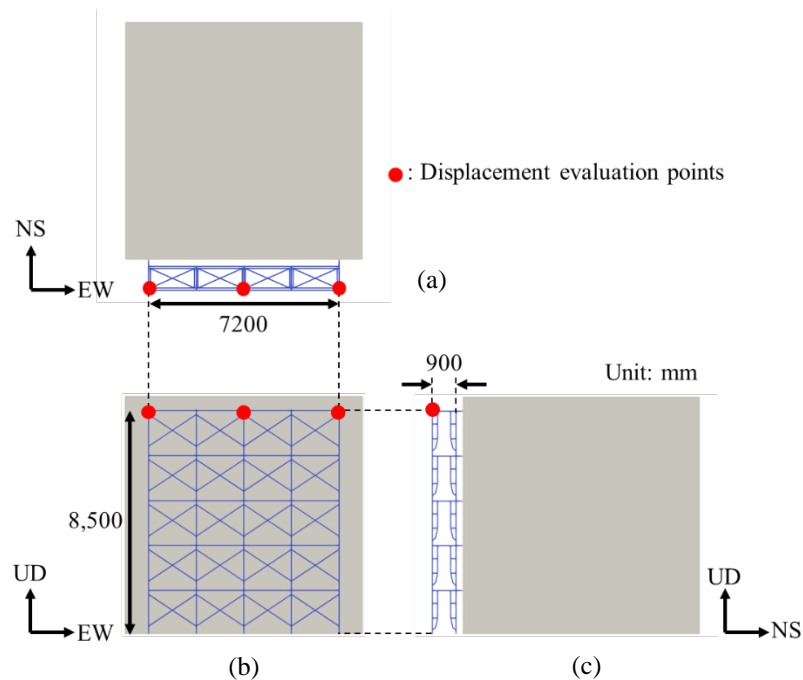 : Displacement evaluation points
NS
EW
(a)
7200
900
Unit: mm
8,500
UD
EW
UD
NS
(b)
(c)